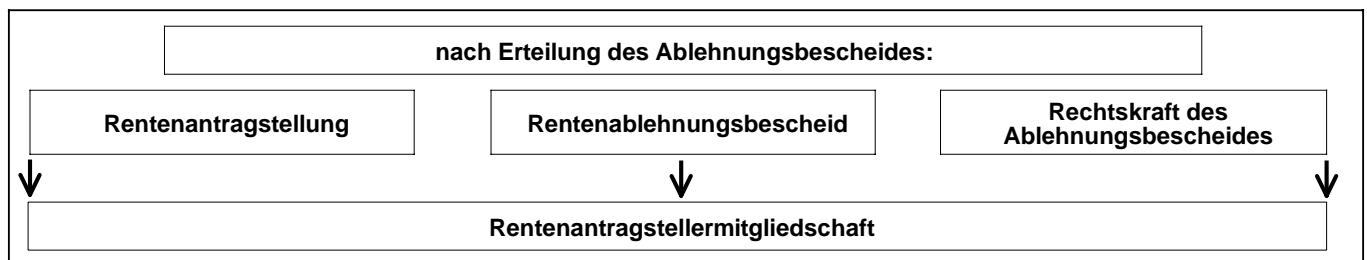 nach Erteilung des Ablehnungsbescheides:
Rentenantragstellung
Rentenablehnungsbescheid
Rechtskraft des
Ablehnungsbescheides
Rentenantragstellermitgliedschaft